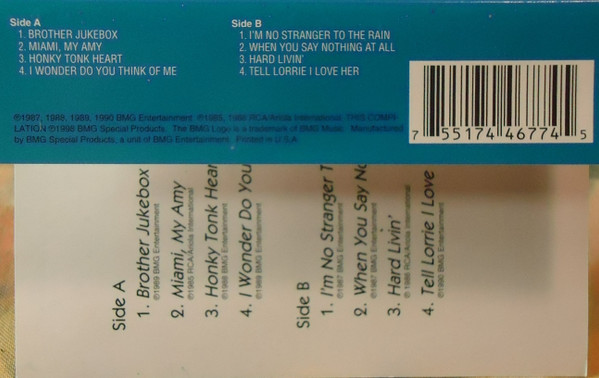 Side A
1. BROTHER JUKEBOX
2. MIAMI, MY AMY
3. HONKY TONK HEART
4. I WONDER DO YOU THINK OF ME
Side B
1. I'M NO STRANGER TO THE RAIN
2. WHEN YOU SAY NOTHING AT ALL
3. HARD LIVIN'
4. TELL LORRIE I LOVE HER
℗1987, 1988, 1989, 1990 BMG Entertainment ℗1985, 1988 RCA/Ariola International. THIS COMPI-
LATION ℗1998 BMG Special Products. The BMG Logo is a trademark of BMG Music. Manufactured
by BMG Special Products, a unit of BMG Entertainment. Printed in U.S.A.
7 55174 46774 5
Side A
1. Brother Jukebox
℗1989 BMG Entertainment
2. Miami, My Amy
℗1985 RCA/Ariola International
3. Honky Tonk Hear
℗1988 BMG Entertainment
4. I Wonder Do You
℗1989 BMG Entertainment
Side B
1. I'm No Stranger T
℗1987 BMG Entertainment
2. When You Say No
℗1987 BMG Entertainment
3. Hard Livin'
℗ 1988 RCA/Ariola International
4. Tell Lorrie I Love
℗1990 BMG Entertainment